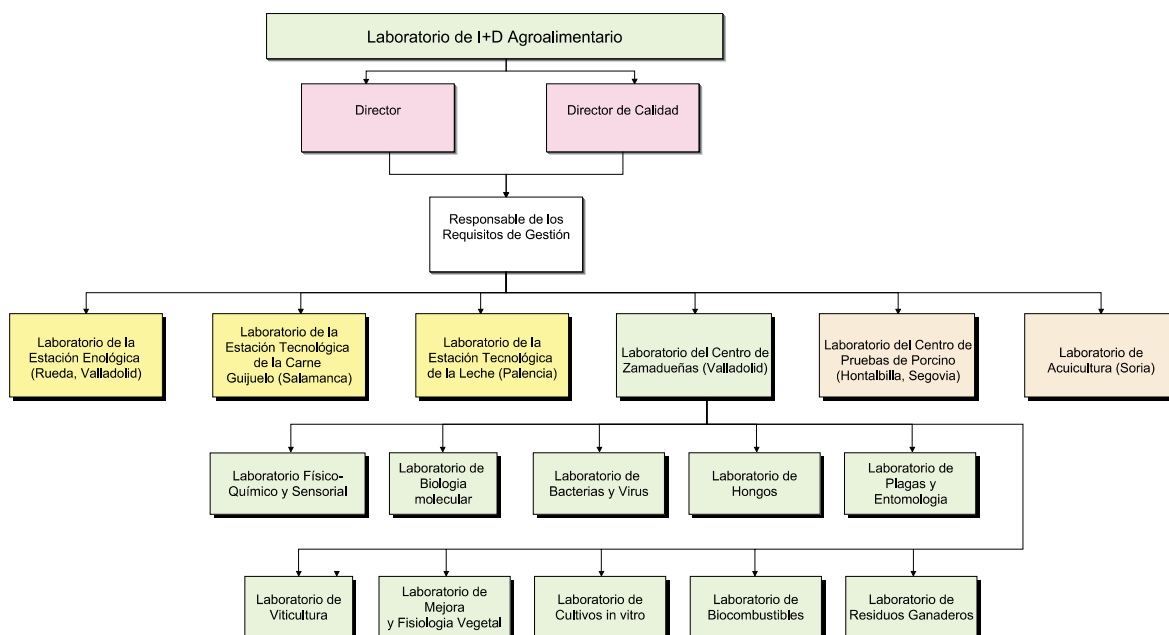 Laboratorio de I+D Agroalimentario
Director
Director de Calidad
Responsable de los
Requisitos de Gestión
Laboratorio de la
Estación Enológica
(Rueda, Valladolid)
Laboratorio de la
Estación Tecnológica
de la Carne
Guijuelo (Salamanca)
Laboratorio de la
Estación Tecnológica
de la Leche (Palencia)
Laboratorio del Centro de
Zamadueñas (Valladolid)
Laboratorio del Centro de
Pruebas de Porcino
(Hontalbilla, Segovia)
Laboratorio de
Acuicultura (Soria)
Laboratorio Físico-
Químico y Sensorial
Laboratorio de
Biologia
molecular
Laboratorio de
Bacterias y Virus
Laboratorio de
Hongos
Laboratorio de
Plagas y
Entomologia
Laboratorio de
Viticultura
Laboratorio de
Mejora
y Fisiologia Vegetal
Laboratorio de
Cultivos in vitro
Laboratorio de
Biocombustibles
Laboratorio de
Residuos Ganaderos